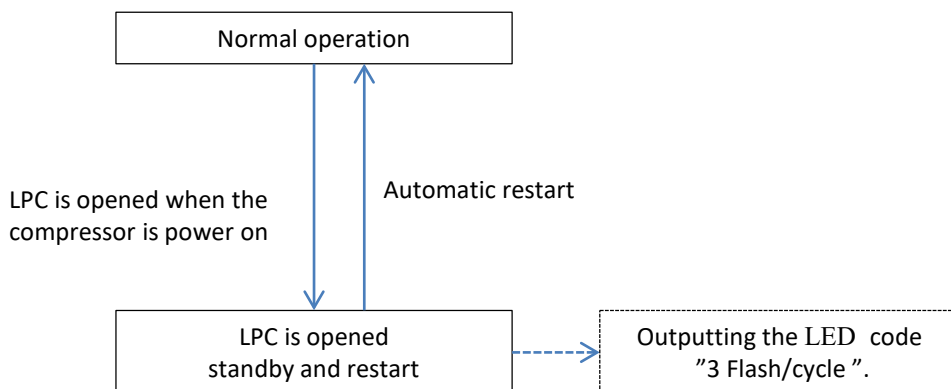 Normal operation
LPC is opened when the
compressor is power on
Automatic restart
LPC is opened
standby and restart
Outputting the LED code
”3 Flash/cycle ”.